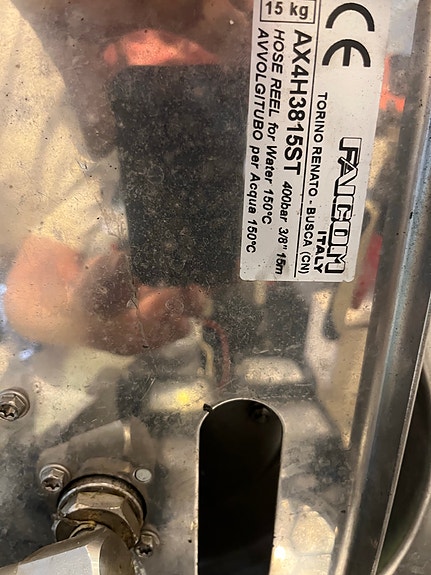 15 kg
CE
FAICOM
ITALY
TORINO RENATO - BUSCA (CN)
AX4H3815ST 400bar 3/8" 15m
HOSE REEL for Water 150°C
AVVOLGITUBO per Acqua 150°C